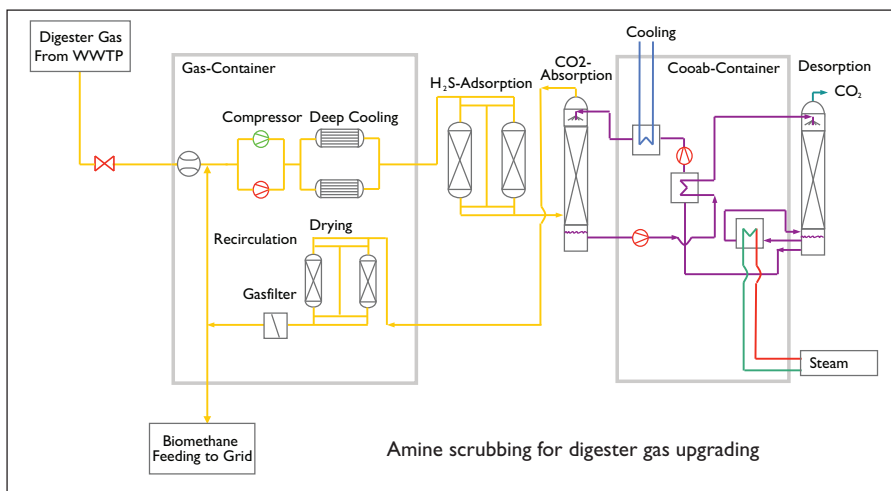 Digester Gas
From WWTP
Gas-Container
Compressor
Deep Cooling
H₂S-Adsorption
CO2-
Absorption
Cooling
Cooab-Container
Desorption
CO₂
Recirculation
Drying
Gasfilter
Steam
Biomethane
Feeding to Grid
Amine scrubbing for digester gas upgrading